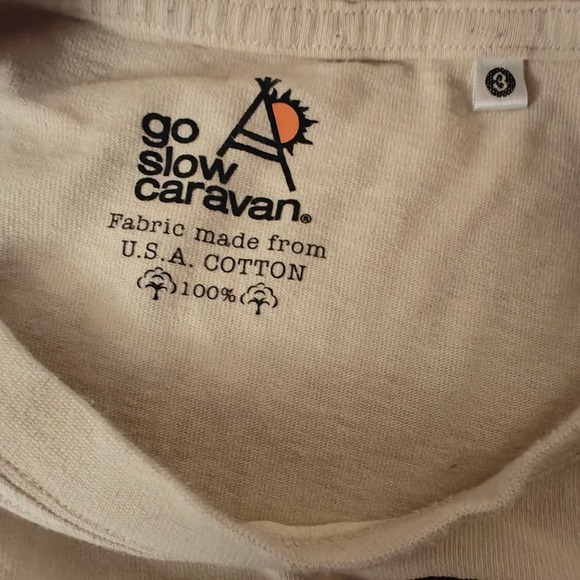 go
slow
caravan®
Fabric made from
U.S.A. COTTON
100%
3